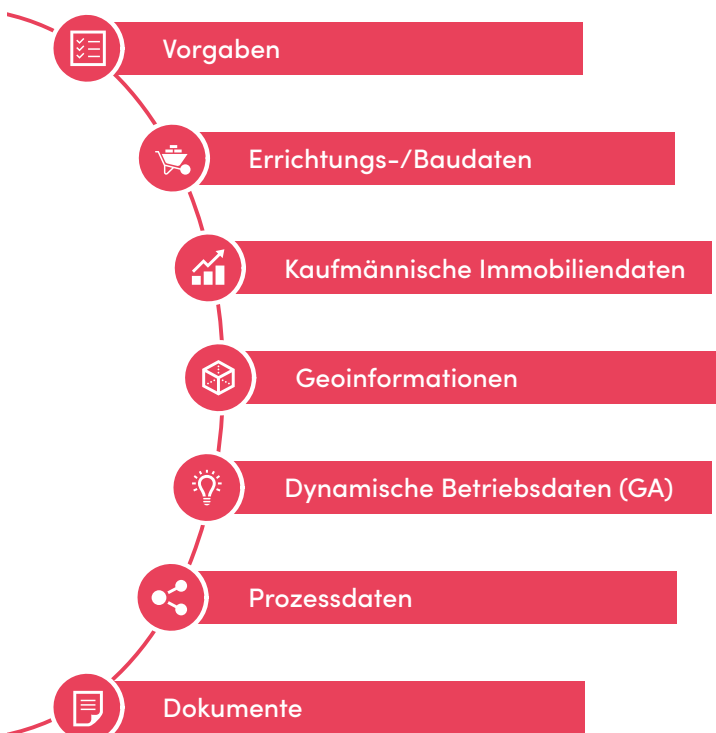 Vorgaben
Errichtungs-/Baudaten
Kaufmännische Immobiliendaten
Geoinformationen
Dynamische Betriebsdaten (GA)
Prozessdaten
Dokumente